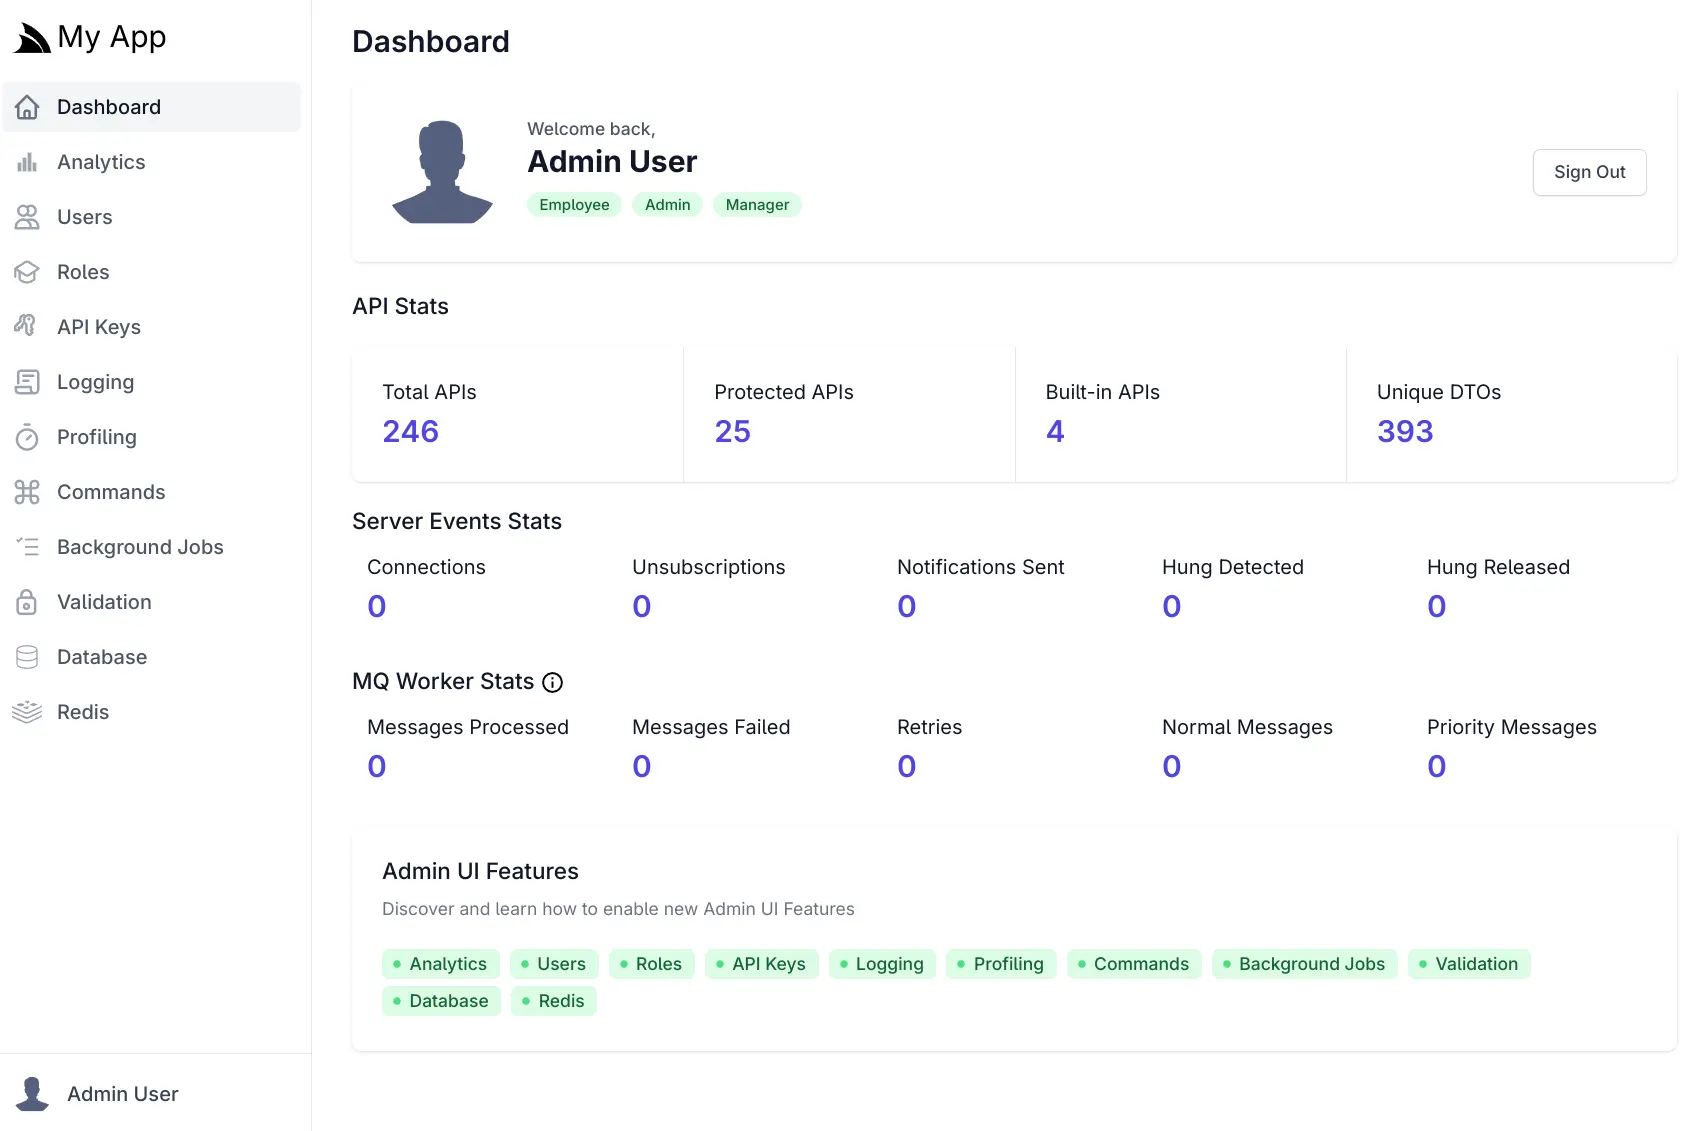 My App
Dashboard
Analytics
Users
Roles
API Keys
Logging
Profiling
Commands
Background Jobs
Validation
Database
Redis
Admin User
Dashboard
Welcome back,
Admin User
Employee Admin Manager
Sign Out
API Stats
Total APIs
246
Protected APIs
25
Built-in APIs
4
Unique DTOs
393
Server Events Stats
Connections
0
Unsubscriptions
0
Notifications Sent
0
Hung Detected
0
Hung Released
0
MQ Worker Stats
Messages Processed
0
Messages Failed
0
Retries
0
Normal Messages
0
Priority Messages
0
Admin UI Features
Discover and learn how to enable new Admin UI Features
Analytics Users Roles API Keys Logging Profiling Commands Background Jobs Validation
Database Redis